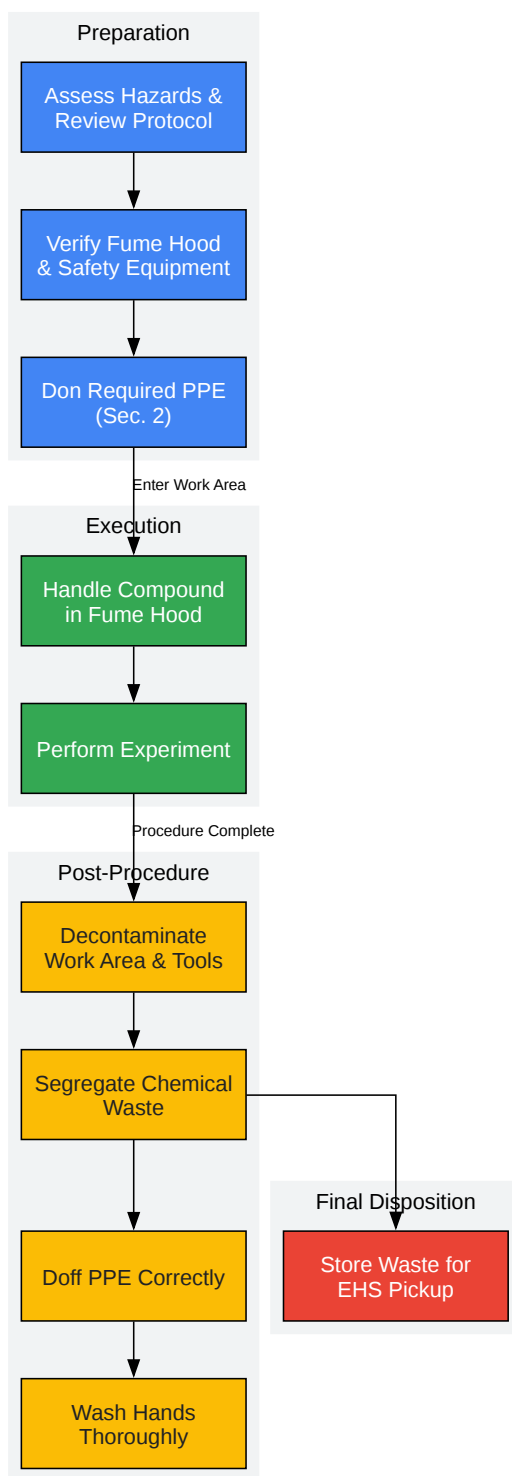 Preparation
Assess Hazards &
Review Protocol
Verify Fume Hood
& Safety Equipment
Don Required PPE
(Sec. 2)
Enter Work Area
Execution
Handle Compound
in Fume Hood
Perform Experiment
Procedure Complete
Post-Procedure
Decontaminate
Work Area & Tools
Segregate Chemical
Waste
Final Disposition
Store Waste for
EHS Pickup
Doff PPE Correctly
Wash Hands
Thoroughly